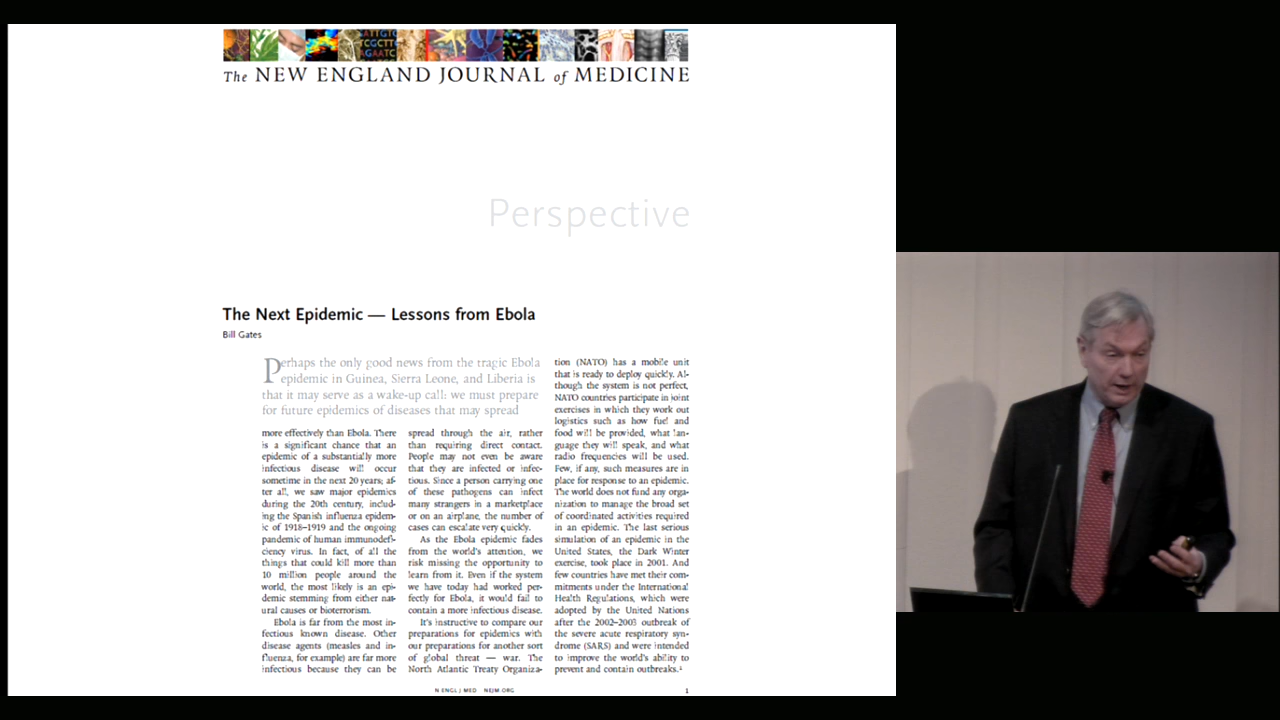 ATTGTC
TCGCTT
AGAATC
The NEW ENGLAND JOURNAL of MEDICINE
Perspective
The Next Epidemic — Lessons from Ebola
Bill Gates
Perhaps the only good news from the tragic Ebola
epidemic in Guinea, Sierra Leone, and Liberia is
that it may serve as a wake-up call: we must prepare
for future epidemics of diseases that may spread
more effectively than Ebola. There
is a significant chance that an
epidemic of a substantially more
infectious disease will occur
sometime in the next 20 years; af-
ter all, we saw major epidemics
during the 20th century, includ-
ing the Spanish influenza epidem-
ic of 1918–1919 and the ongoing
pandemic of human immunodefi-
ciency virus. In fact, of all the
things that could kill more than
10 million people around the
world, the most likely is an epi-
demic stemming from either nat-
ural causes or bioterrorism.
Ebola is far from the most in-
fectious known disease. Other
disease agents (measles and in-
fluenza, for example) are far more
infectious because they can be
spread through the air, rather
than requiring direct contact.
People may not even be aware
that they are infected or infec-
tious. Since a person carrying one
of these pathogens can infect
many strangers in a marketplace
or on an airplane, the number of
cases can escalate very quickly.
As the Ebola epidemic fades
from the world's attention, we
risk missing the opportunity to
learn from it. Even if the system
we have today had worked per-
fectly for Ebola, it would fail to
contain a more infectious disease.
It's instructive to compare our
preparations for epidemics with
our preparations for another sort
of global threat — war. The
North Atlantic Treaty Organiza-
tion (NATO) has a mobile unit
that is ready to deploy quickly. Al-
though the system is not perfect,
NATO countries participate in joint
exercises in which they work out
logistics such as how fuel and
food will be provided, what lan-
guage they will speak, and what
radio frequencies will be used.
Few, if any, such measures are in
place for response to an epidemic.
The world does not fund any orga-
nization to manage the broad set
of coordinated activities required
in an epidemic. The last serious
simulation of an epidemic in the
United States, the Dark Winter
exercise, took place in 2001. And
few countries have met their com-
mitments under the International
Health Regulations, which were
adopted by the United Nations
after the 2002–2003 outbreak of
the severe acute respiratory syn-
drome (SARS) and were intended
to improve the world's ability to
prevent and contain outbreaks.¹
N ENGL J MED NEJM.ORG
1